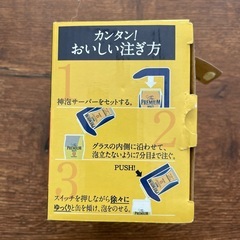 カンタン!
おいしい注ぎ方
1
神泡サーバーをセットする。
2
グラスの内側に沿わせて、
泡立たないように7分目まで注ぐ。
PUSH!
3
スイッチを押しながら徐々に
ゆっくりと缶を傾け、泡をのせる。
PREMIUM